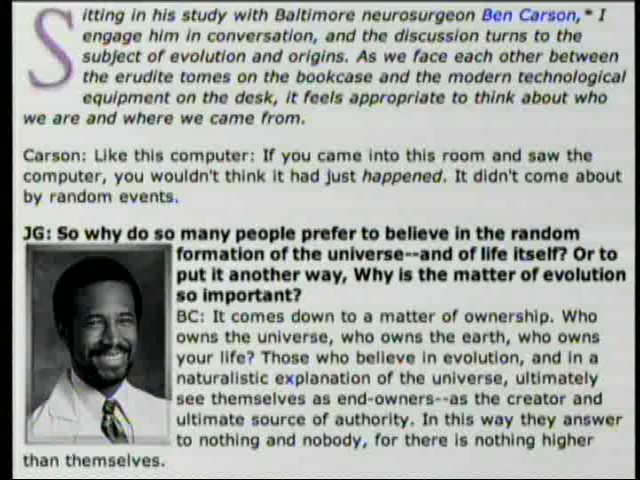 Sitting in his study with Baltimore neurosurgeon Ben Carson,* I
engage him in conversation, and the discussion turns to the
subject of evolution and origins. As we face each other between
the erudite tomes on the bookcase and the modern technological
equipment on the desk, it feels appropriate to think about who
we are and where we came from.
Carson: Like this computer: If you came into this room and saw the
computer, you wouldn't think it had just happened. It didn't come about
by random events.
JG: So why do so many people prefer to believe in the random
formation of the universe--and of life itself? Or to
put it another way, Why is the matter of evolution
so important?
BC: It comes down to a matter of ownership. Who
owns the universe, who owns the earth, who owns
your life? Those who believe in evolution, and in a
naturalistic explanation of the universe, ultimately
see themselves as end-owners--as the creator and
ultimate source of authority. In this way they answer
to nothing and nobody, for there is nothing higher
than themselves.